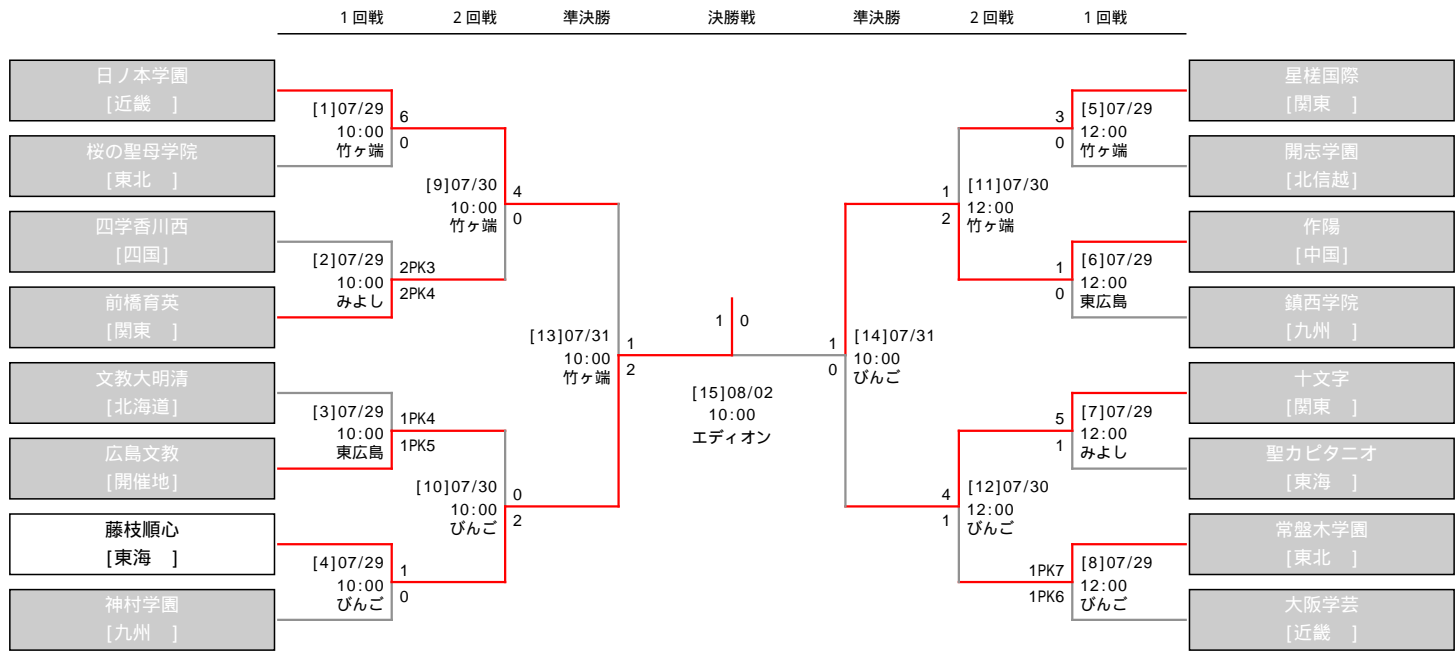 1回戦 2回戦 準決勝 決勝戦 準決勝 2回戦 1回戦
日ノ本学園
[近畿 ]
桜の聖母学院
[東北 ]
四学香川西
[四国]
前橋育英
[関東 ]
文教大明清
[北海道]
広島文教
[開催地]
藤枝順心
[東海 ]
神村学園
[九州 ]
[1]07/29
10:00
竹ヶ端
6
0
[2]07/29
10:00
みよし
2PK3
2PK4
[3]07/29
10:00
東広島
1PK4
1PK5
[4]07/29
10:00
びんご
1
0
[9]07/30
10:00
竹ヶ端
4
0
[10]07/30
10:00
びんご
0
2
[13]07/31
10:00
竹ヶ端
1
2
1 0
[15]08/02
10:00
エディオン
1
0
[14]07/31
10:00
びんご
1
2
[11]07/30
12:00
竹ヶ端
4
1
[12]07/30
12:00
びんご
3
0
[5]07/29
12:00
竹ヶ端
1
0
[6]07/29
12:00
東広島
5
1
[7]07/29
12:00
みよし
1PK7
1PK6
[8]07/29
12:00
びんご
星槎国際
[関東 ]
開志学園
[北信越]
作陽
[中国]
鎮西学院
[九州 ]
十文字
[関東 ]
聖カピタニオ
[東海 ]
常盤木学園
[東北 ]
大阪学芸
[近畿 ]